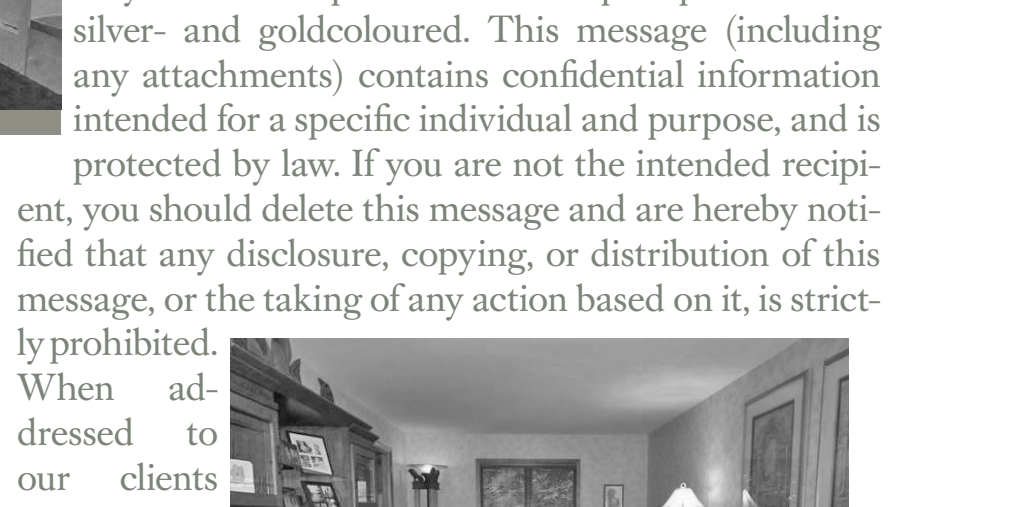 silver- and goldcoloured. This message (including
any attachments) contains confidential information
intended for a specific individual and purpose, and is
protected by law. If you are not the intended recipi-
ent, you should delete this message and are hereby noti-
fied that any disclosure, copying, or distribution of this
message, or the taking of any action based on it, is strict-
ly prohibited.
When ad-
dressed to
our clients